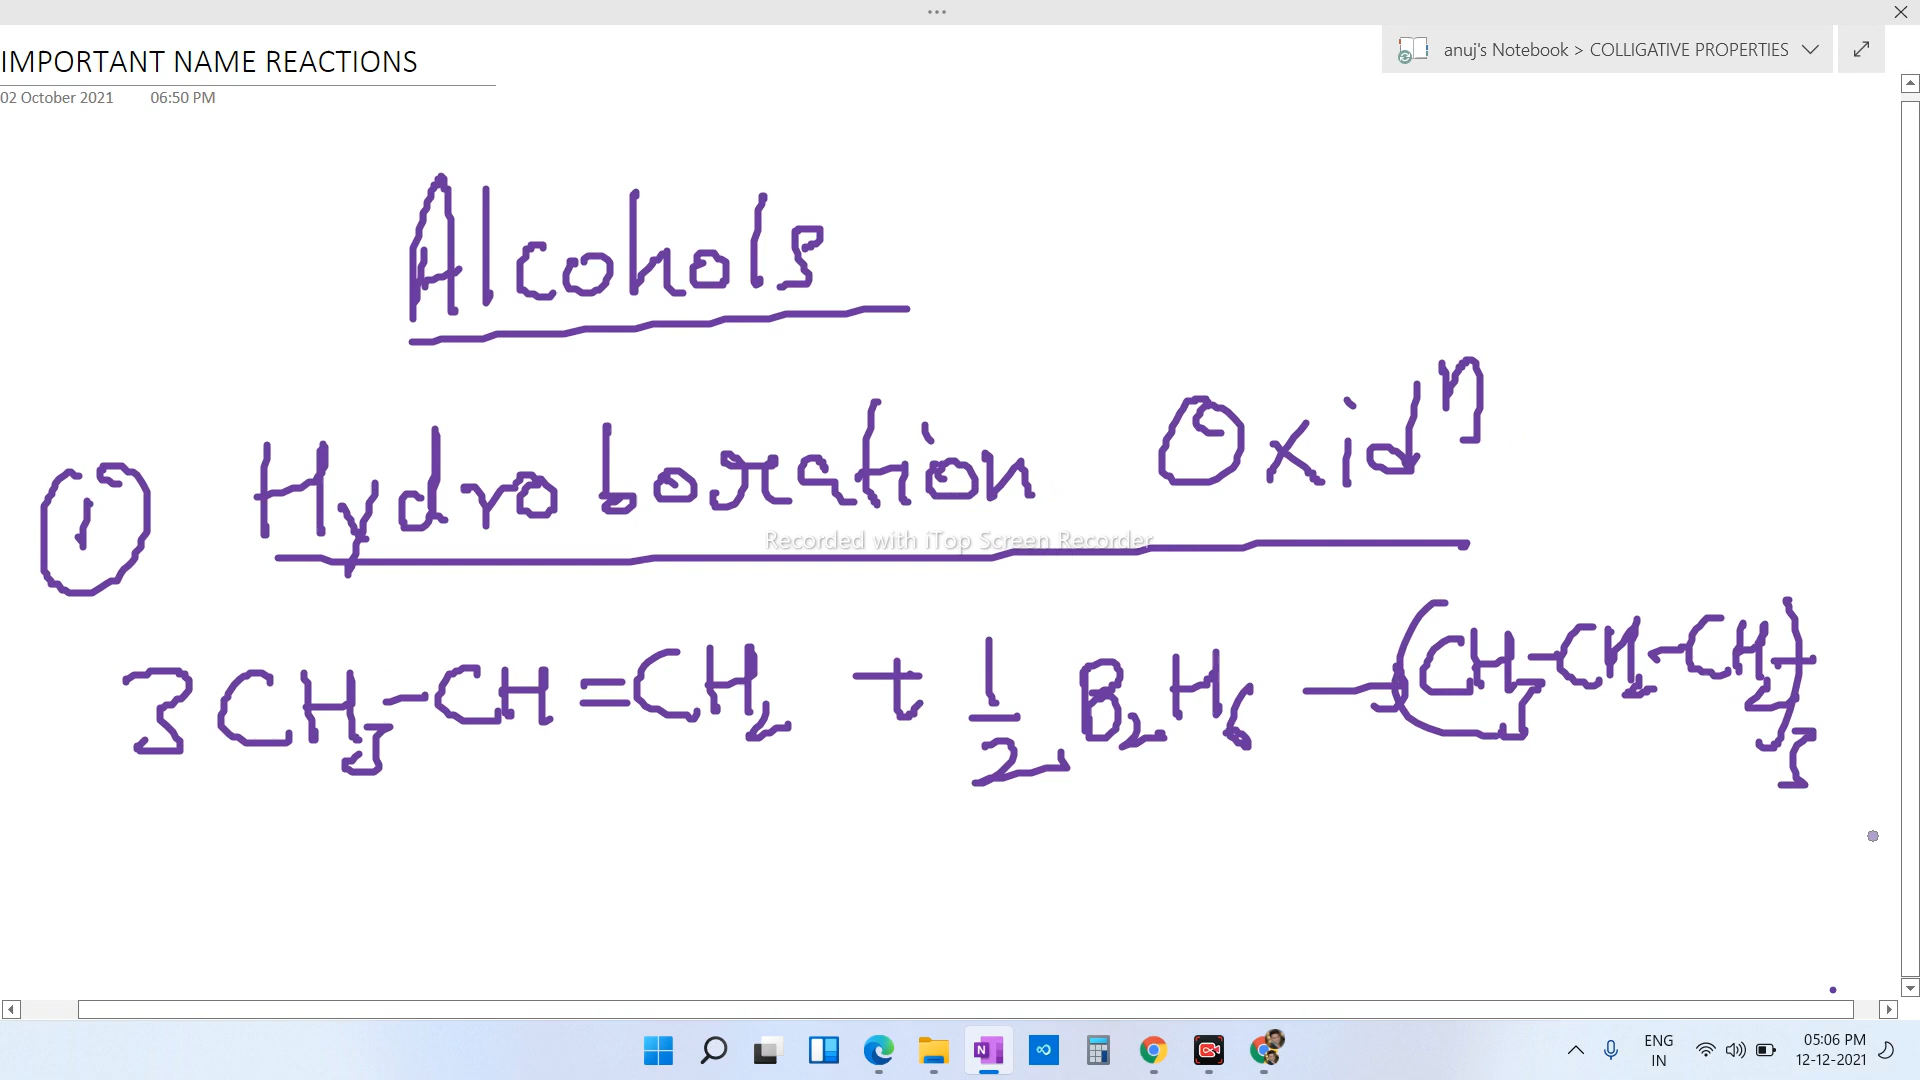 IMPORTANT NAME REACTIONS
anuj's Notebook > COLLIGATIVE PROPERTIES
02 October 2021 06:50 PM
Alcohols
① Hydroboration Oxidⁿ
Recorded with iTop Screen Recorder
3CH₃-CH=CH₂ + 1/2 B₂H₆ → (CH₃-CH₂-CH₂)₃
ENG
IN
05:06 PM
12-12-2021